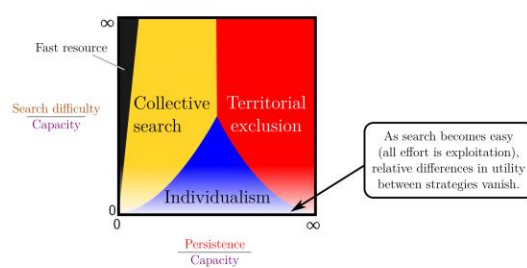 ∞
Fast resource
Search difficulty
Capacity
Collective
search
Territorial
exclusion
Individualism
As search becomes easy
(all effort is exploitation),
relative differences in utility
between strategies vanish.
0
0
∞
Persistence
Capacity